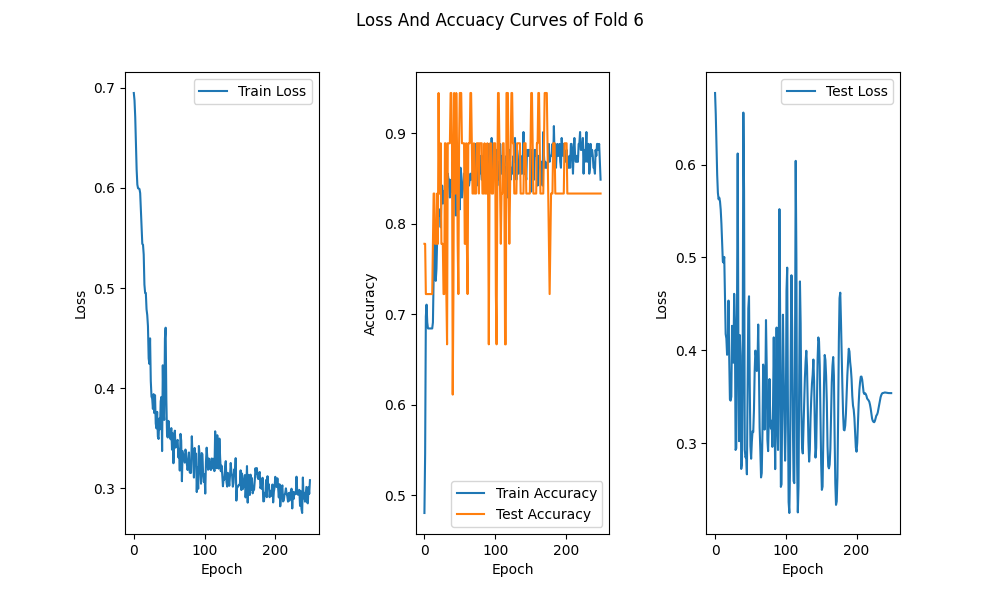 Loss And Accuacy Curves of Fold 6
Train Loss
0.7
0.6
0.5
0.4
0.3
0
100
200
Epoch
Loss
Train Accuracy
Test Accuracy
0.9
0.8
0.7
0.6
0.5
0
100
200
Epoch
Accuracy
Test Loss
0.6
0.5
0.4
0.3
0
100
200
Epoch
Loss